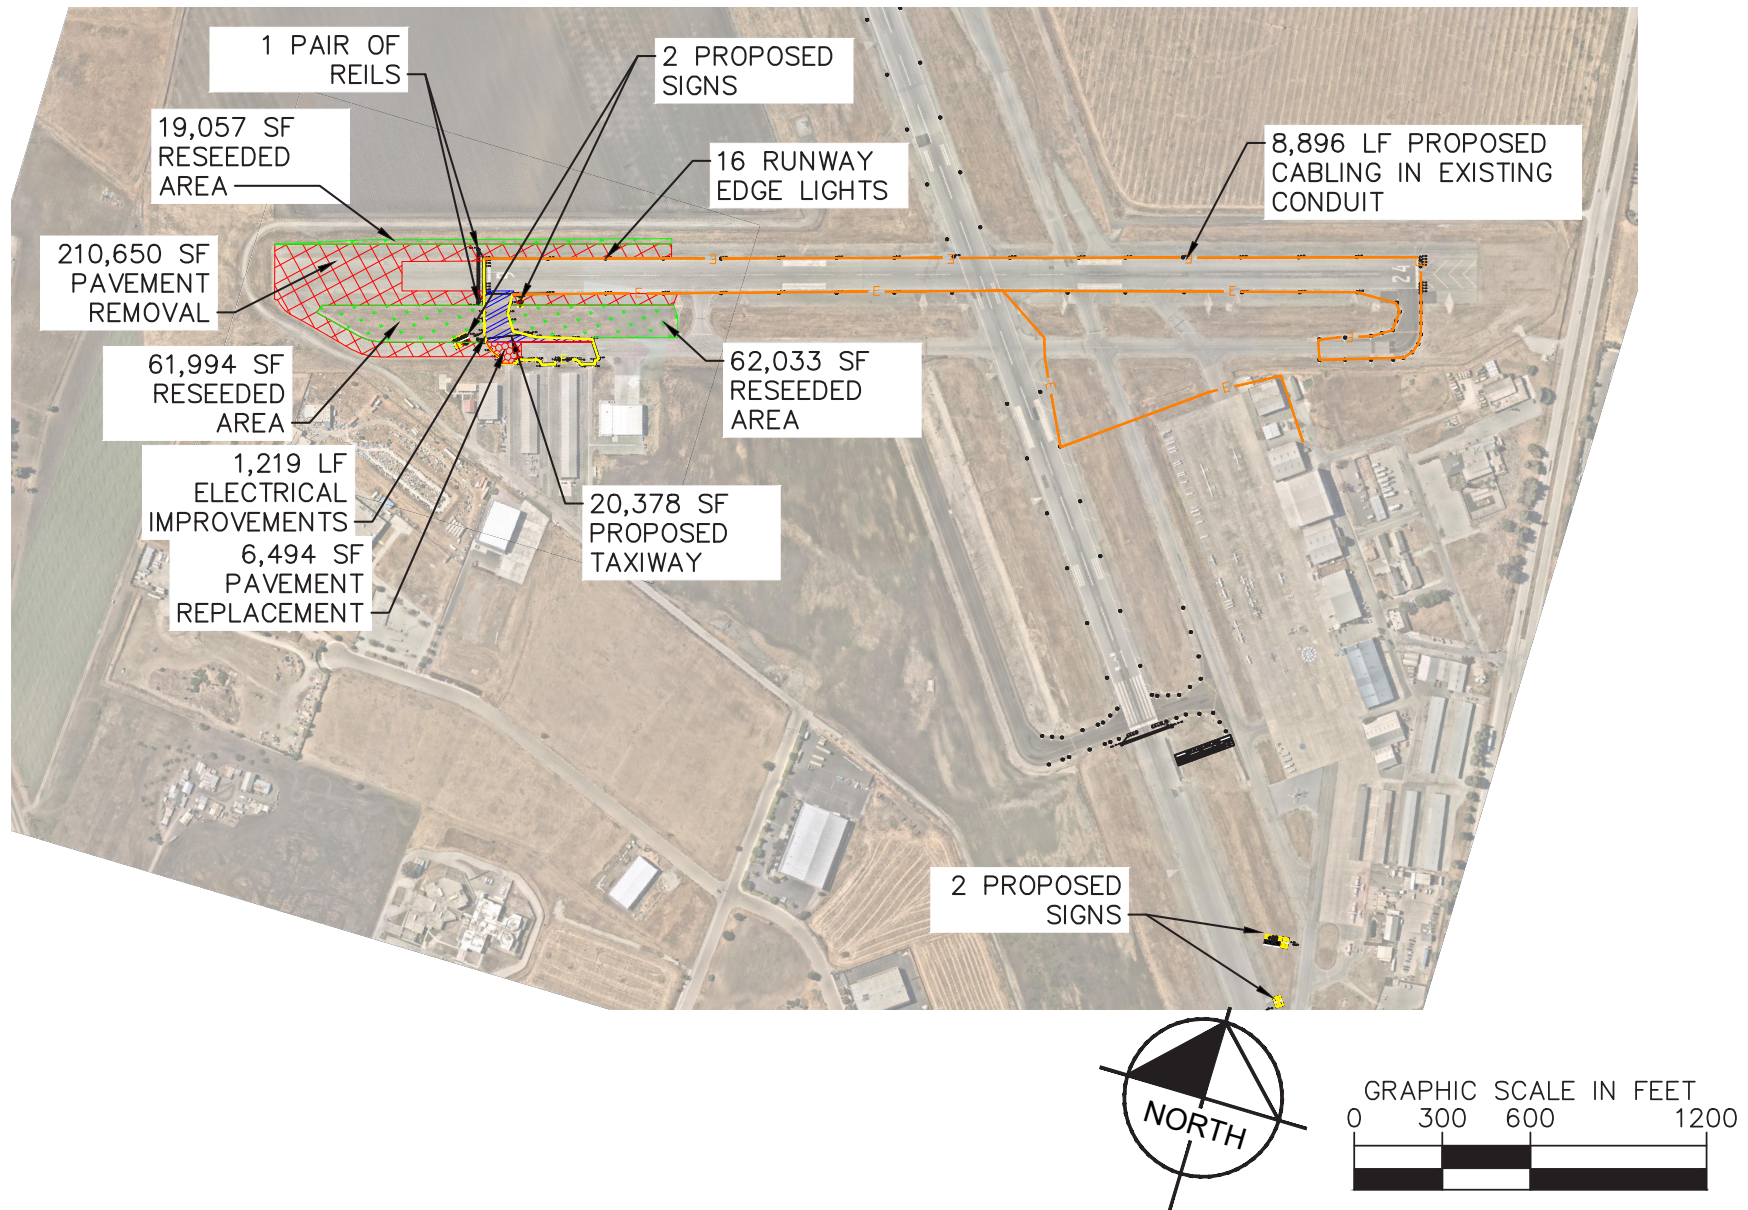 1 PAIR OF
REILS
2 PROPOSED
SIGNS
19,057 SF
RESEEDED
AREA
16 RUNWAY
EDGE LIGHTS
8,896 LF PROPOSED
CABLING IN EXISTING
CONDUIT
210,650 SF
PAVEMENT
REMOVAL
E
E
E
E
24
61,994 SF
RESEEDED
AREA
62,033 SF
RESEEDED
AREA
E
E
1,219 LF
ELECTRICAL
IMPROVEMENTS
20,378 SF
PROPOSED
TAXIWAY
6,494 SF
PAVEMENT
REPLACEMENT
2 PROPOSED
SIGNS
NORTH
GRAPHIC SCALE IN FEET
0 300 600 1200